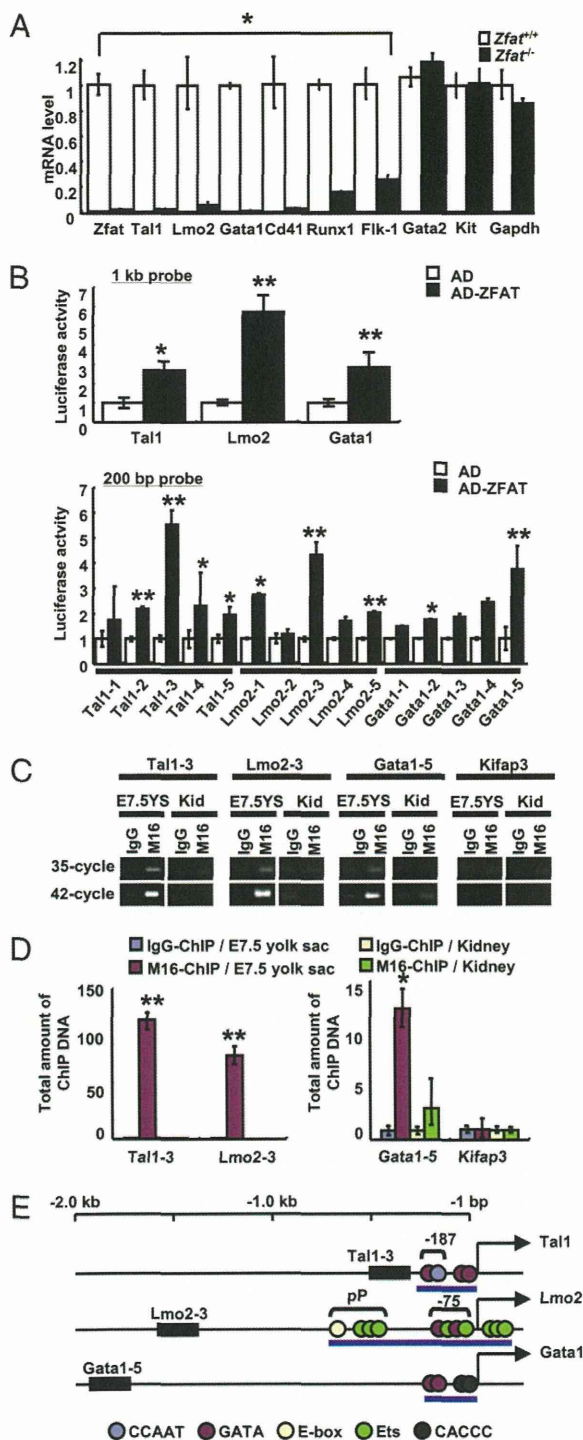 A
*
Zfat+/+
Zfat-/-
mRNA level
1.2
1
0.8
0.6
0.4
0.2
0
Zfat Tal1 Lmo2 Gata1 Cd41 Runx1 Flk-1 Gata2 Kit Gapdh
B
1 kb probe
AD
AD-ZFAT
Luciferase actvity
7
6
5
4
3
2
1
0
* ** **
Tal1 Lmo2 Gata1
200 bp probe
AD
AD-ZFAT
Luciferase actvity
7
6
5
4
3
2
1
0
** ** * * * ** ** * **
Tal1-1 Tal1-2 Tal1-3 Tal1-4 Tal1-5 Lmo2-1 Lmo2-2 Lmo2-3 Lmo2-4 Lmo2-5 Gata1-1 Gata1-2 Gata1-3 Gata1-4 Gata1-5
C
Tal1-3 Lmo2-3 Gata1-5 Kifap3
E7.5YS Kid E7.5YS Kid E7.5YS Kid E7.5YS Kid
IgG M16 IgG M16 IgG M16 IgG M16 IgG M16 IgG M16 IgG M16 IgG M16
35-cycle
42-cycle
D
IgG-ChIP / E7.5 yolk sac
M16-ChIP / E7.5 yolk sac
IgG-ChIP / Kidney
M16-ChIP / Kidney
Total amount of
ChIP DNA
150
100
50
0
** **
Tal1-3 Lmo2-3
Total amount of
ChIP DNA
15
10
5
0
*
Gata1-5 Kifap3
E
-2.0 kb -1.0 kb -1 bp
Tal1-3 -187 Tal1
Lmo2-3 pP -75 Lmo2
Gata1-5 Gata1
CCAAT GATA E-box Ets CACCC